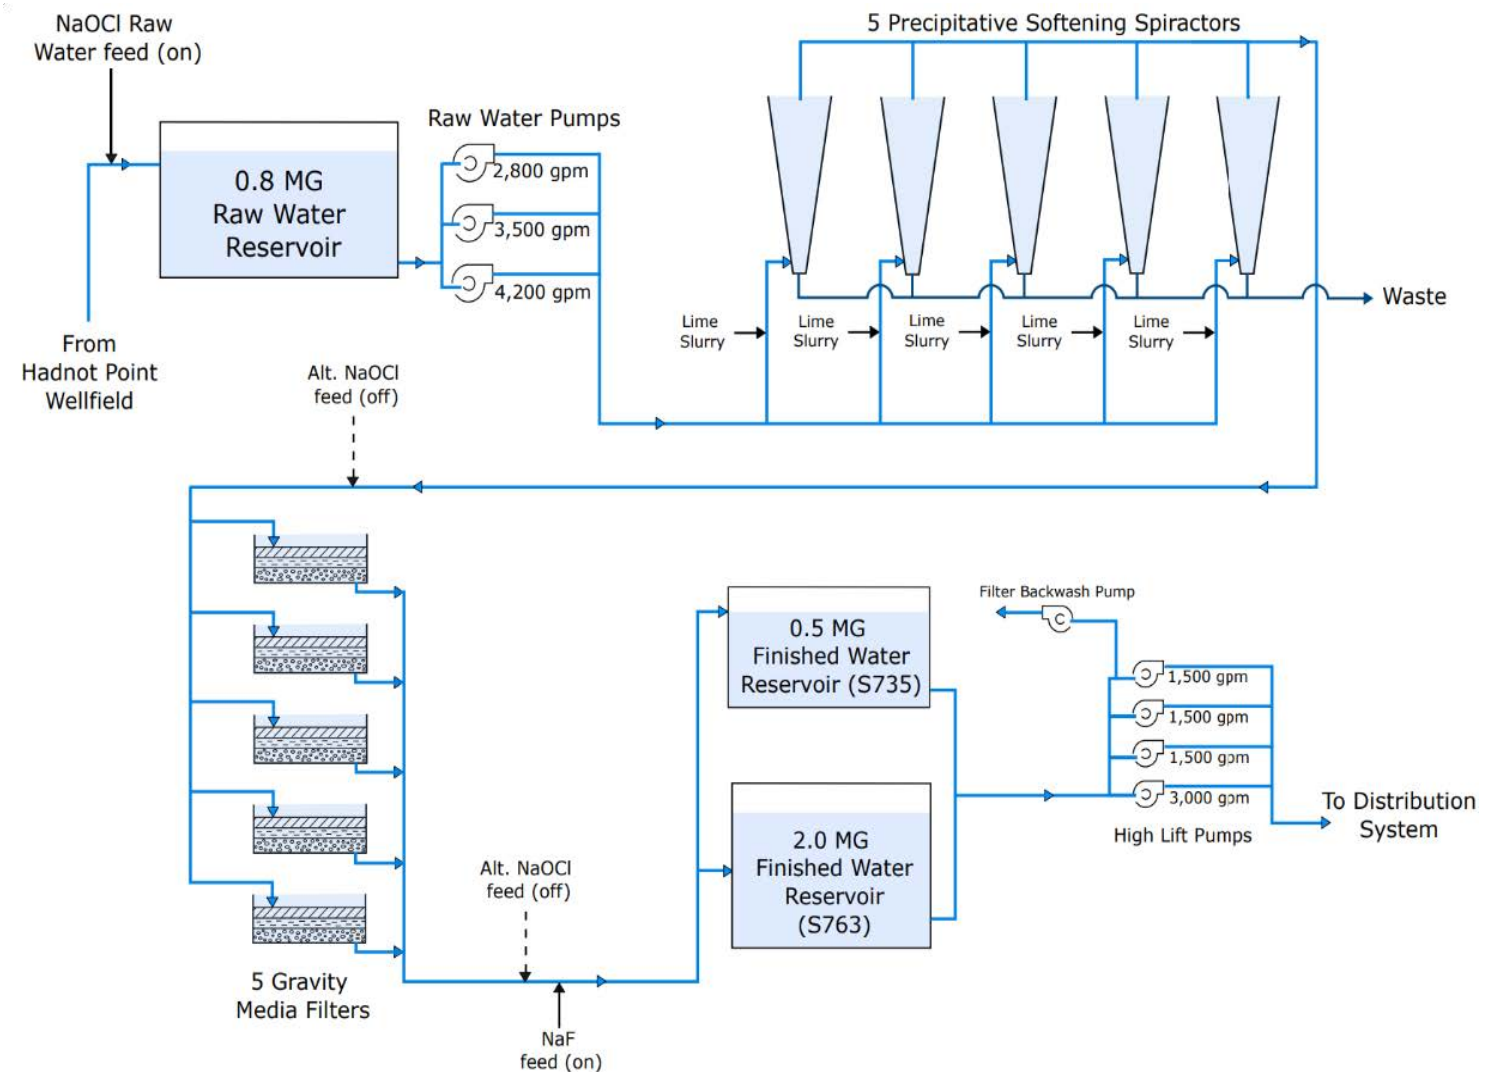 NaOCl Raw
Water feed (on)
5 Precipitative Softening Spiractors
0.8 MG
Raw Water
Reservoir
Raw Water Pumps
2,800 gpm
3,500 gpm
4,200 gpm
From
Hadnot Point
Wellfield
Lime
Slurry
Lime
Slurry
Lime
Slurry
Lime
Slurry
Lime
Slurry
Waste
Alt. NaOCl
feed (off)
5 Gravity
Media Filters
Alt. NaOCl
feed (off)
NaF
feed (on)
0.5 MG
Finished Water
Reservoir (S735)
2.0 MG
Finished Water
Reservoir
(S763)
Filter Backwash Pump
1,500 gpm
1,500 gpm
1,500 gpm
3,000 gpm
High Lift Pumps
To Distribution
System